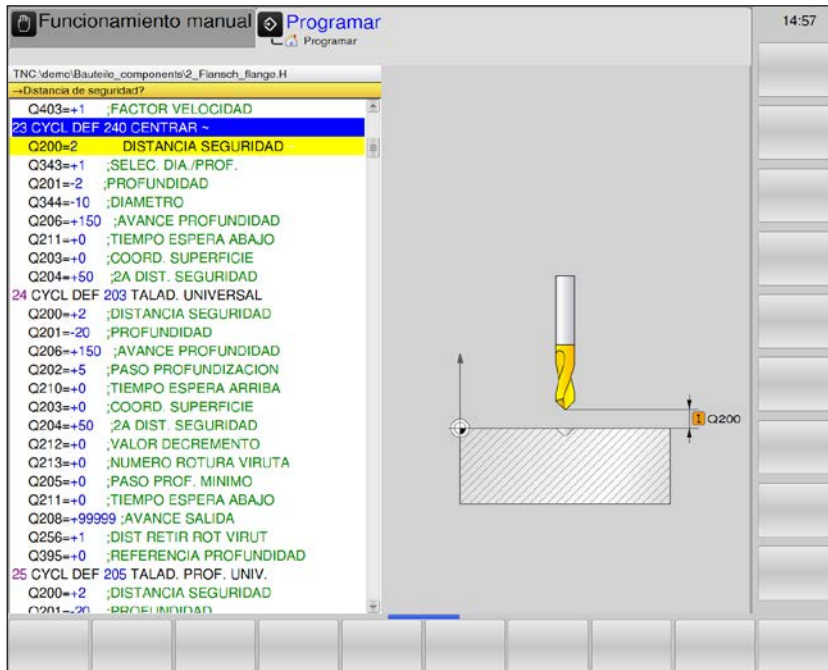 Funcionamiento manual
Programar
Programar
14:57
TNC:\demo\Bauteile_components\2_Flansch_flange.H
→Distancia de seguridad?
Q403=+1 ;FACTOR VELOCIDAD
23 CYCL DEF 240 CENTRAR ~
Q200=2 DISTANCIA SEGURIDAD
Q343=+1 ;SELEC. DIA./PROF.
Q201=-2 ;PROFUNDIDAD
Q344=-10 ;DIAMETRO
Q206=+150 ;AVANCE PROFUNDIDAD
Q211=+0 ;TIEMPO ESPERA ABAJO
Q203=+0 ;COORD. SUPERFICIE
Q204=+50 ;2A DIST. SEGURIDAD
24 CYCL DEF 203 TALAD. UNIVERSAL
Q200=+2 ;DISTANCIA SEGURIDAD
Q201=-20 ;PROFUNDIDAD
Q206=+150 ;AVANCE PROFUNDIDAD
Q202=+5 ;PASO PROFUNDIZACION
Q210=+0 ;TIEMPO ESPERA ARRIBA
Q203=+0 ;COORD. SUPERFICIE
Q204=+50 ;2A DIST. SEGURIDAD
Q212=+0 ;VALOR DECREMENTO
Q213=+0 ;NUMERO ROTURA VIRUTA
Q205=+0 ;PASO PROF. MINIMO
Q211=+0 ;TIEMPO ESPERA ABAJO
Q208=+99999 ;AVANCE SALIDA
Q256=+1 ;DIST RETIR ROT VIRUT
Q395=+0 ;REFERENCIA PROFUNDIDAD
25 CYCL DEF 205 TALAD. PROF. UNIV.
Q200=+2 ;DISTANCIA SEGURIDAD
Q201=-20 ;PROFUNDIDAD
Q200